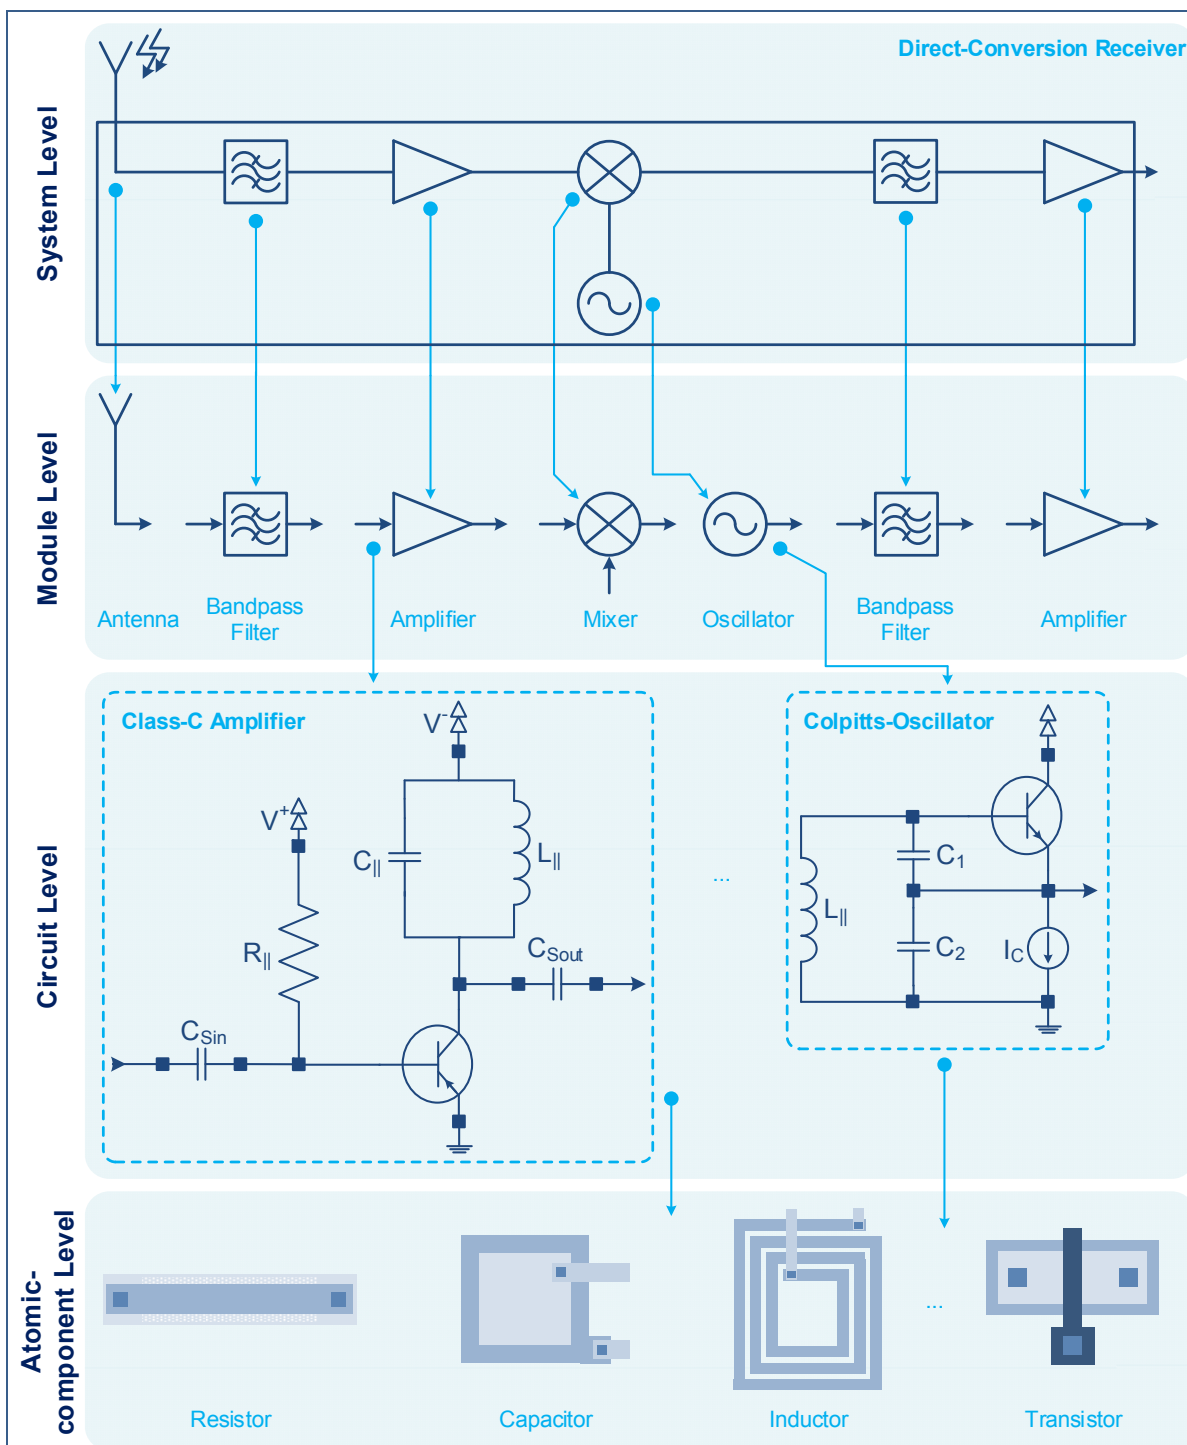 Direct-Conversion Receiver
System Level
Module Level
Antenna
Bandpass
Filter
Amplifier
Mixer
Oscillator
Bandpass
Filter
Amplifier
Circuit Level
Class-C Amplifier
V-
V+
C||
L||
R||
CSout
CSin
...
Colpitts-Oscillator
C1
L||
C2
IC
Atomic-
component Level
...
Resistor
Capacitor
Inductor
Transistor